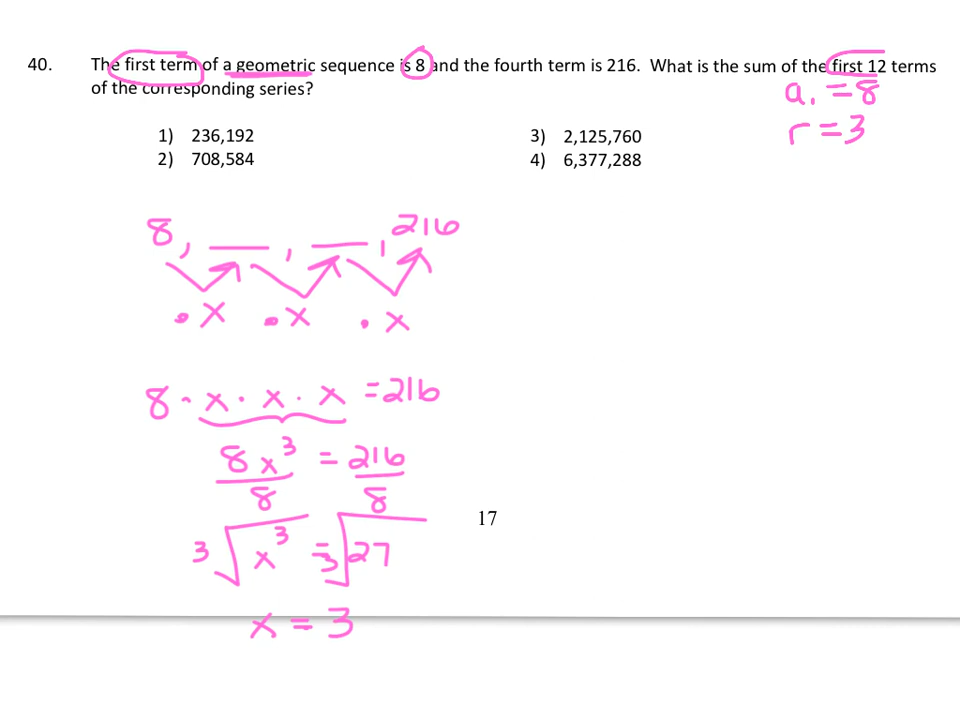 40. The first term of a geometric sequence is 8 and the fourth term is 216. What is the sum of the first 12 terms
of the corresponding series?
a₁ = 8
r = 3
1) 236,192 3) 2,125,760
2) 708,584 4) 6,377,288
8, __, __, 216
• x • x • x
8 · x · x · x = 216
8x³ = 216
8 8
³√x³ = ³√27
17
x = 3